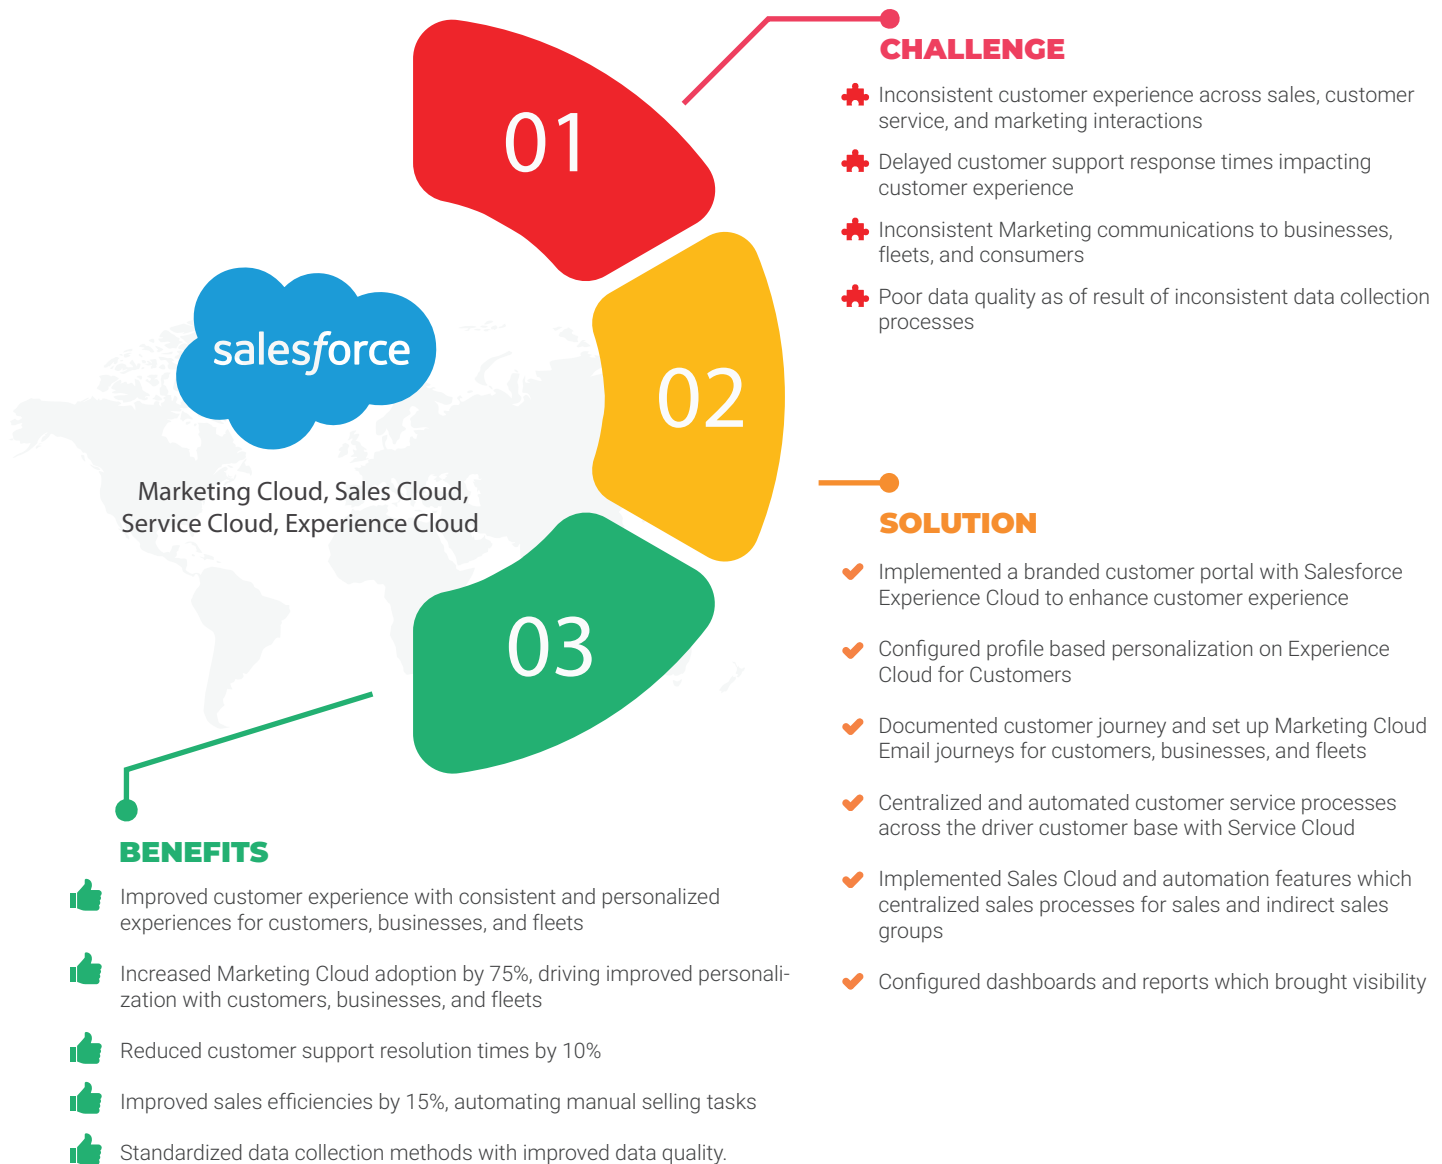 01
CHALLENGE
Inconsistent customer experience across sales, customer
service, and marketing interactions
Delayed customer support response times impacting
customer experience
Inconsistent Marketing communications to businesses,
fleets, and consumers
Poor data quality as of result of inconsistent data collection
processes
salesforce
Marketing Cloud, Sales Cloud,
Service Cloud, Experience Cloud
02
SOLUTION
Implemented a branded customer portal with Salesforce
Experience Cloud to enhance customer experience
Configured profile based personalization on Experience
Cloud for Customers
Documented customer journey and set up Marketing Cloud
Email journeys for customers, businesses, and fleets
Centralized and automated customer service processes
across the driver customer base with Service Cloud
Implemented Sales Cloud and automation features which
centralized sales processes for sales and indirect sales
groups
Configured dashboards and reports which brought visibility
03
BENEFITS
Improved customer experience with consistent and personalized
experiences for customers, businesses, and fleets
Increased Marketing Cloud adoption by 75%, driving improved personali-
zation with customers, businesses, and fleets
Reduced customer support resolution times by 10%
Improved sales efficiencies by 15%, automating manual selling tasks
Standardized data collection methods with improved data quality.